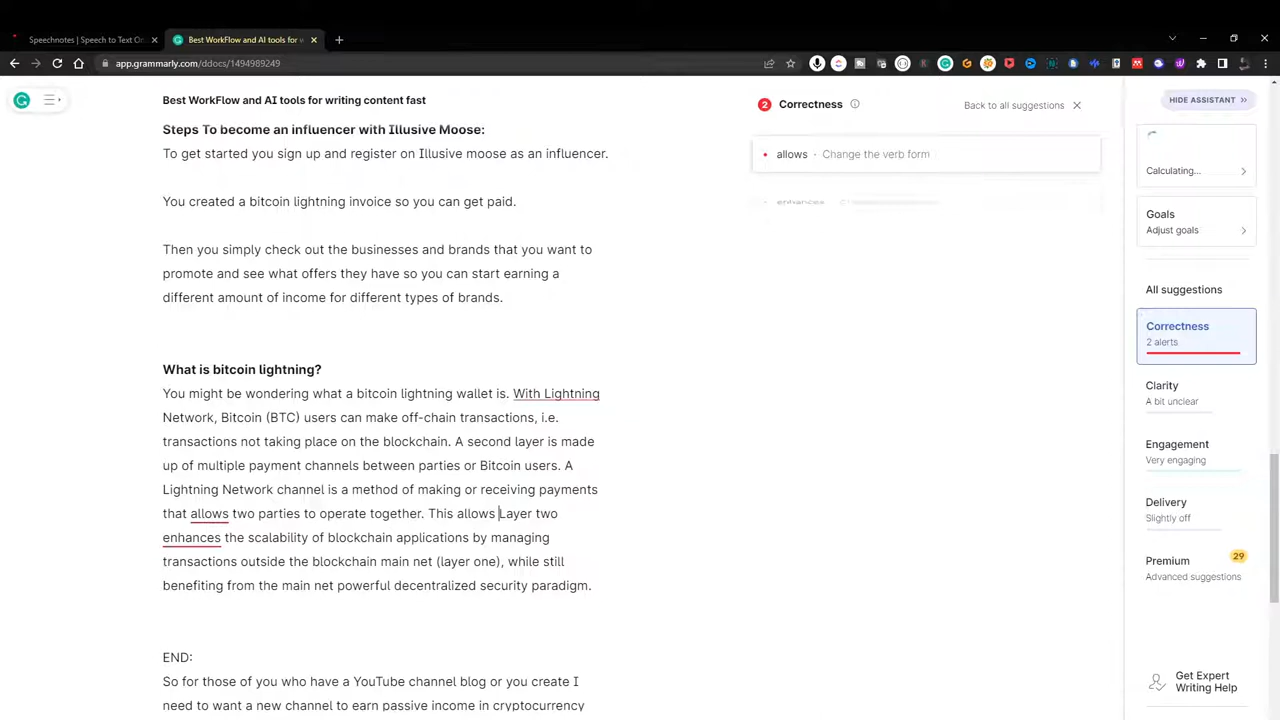 Speechnotes | Speech to Text On
Best WorkFlow and AI tools for w
app.grammarly.com/ddocs/1494989249
Best WorkFlow and AI tools for writing content fast
Steps To become an influencer with Illusive Moose:
To get started you sign up and register on Illusive moose as an influencer.
You created a bitcoin lightning invoice so you can get paid.
Then you simply check out the businesses and brands that you want to
promote and see what offers they have so you can start earning a
different amount of income for different types of brands.
What is bitcoin lightning?
You might be wondering what a bitcoin lightning wallet is. With Lightning
Network, Bitcoin (BTC) users can make off-chain transactions, i.e.
transactions not taking place on the blockchain. A second layer is made
up of multiple payment channels between parties or Bitcoin users. A
Lightning Network channel is a method of making or receiving payments
that allows two parties to operate together. This allows Layer two
enhances the scalability of blockchain applications by managing
transactions outside the blockchain main net (layer one), while still
benefiting from the main net powerful decentralized security paradigm.
END:
So for those of you who have a YouTube channel blog or you create I
need to want a new channel to earn passive income in cryptocurrency
2 Correctness
Back to all suggestions
allows · Change the verb form
enhances
HIDE ASSISTANT
Calculating...
Goals
Adjust goals
All suggestions
Correctness
2 alerts
Clarity
A bit unclear
Engagement
Very engaging
Delivery
Slightly off
Premium
29
Advanced suggestions
Get Expert
Writing Help